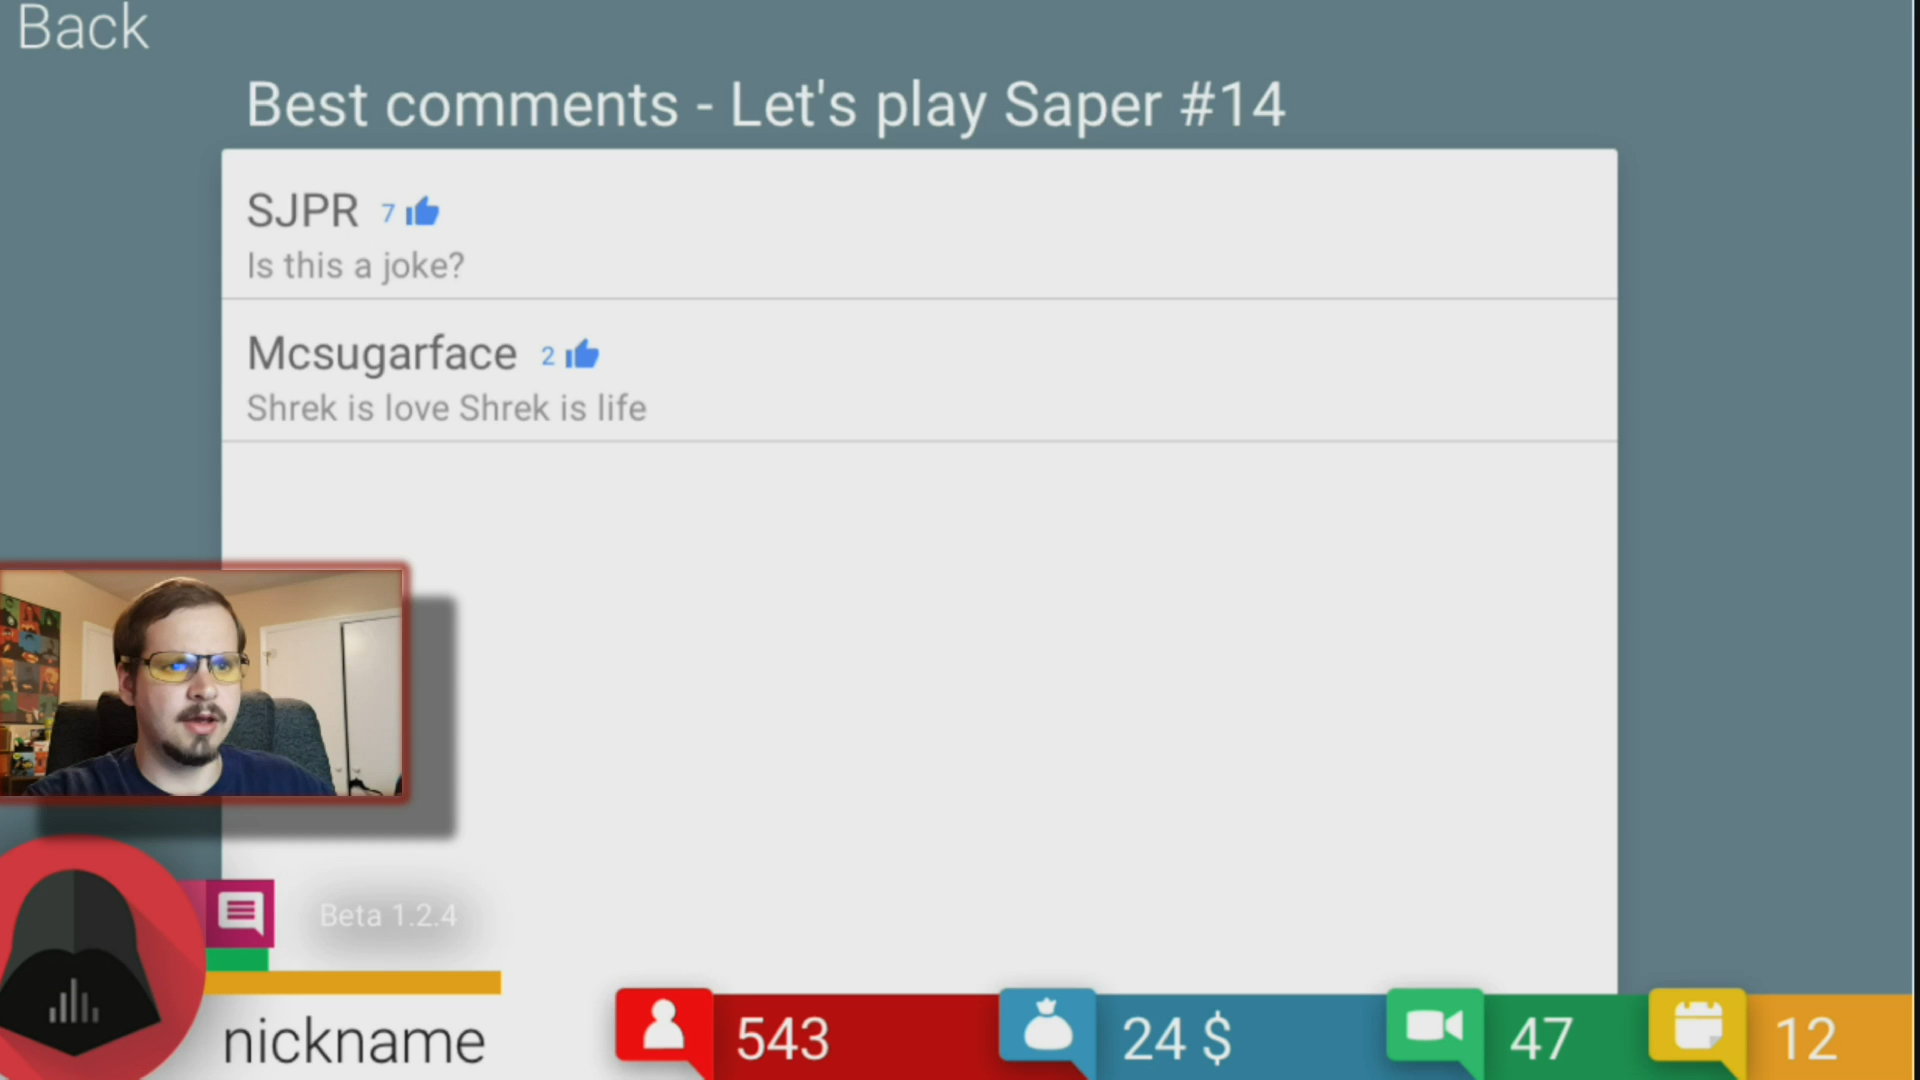 Back
Best comments - Let's play Saper #14
SJPR 7
Is this a joke?
Mcsugarface 2
Shrek is love Shrek is life
Beta 1.2.4
nickname
543
24 $
47
12